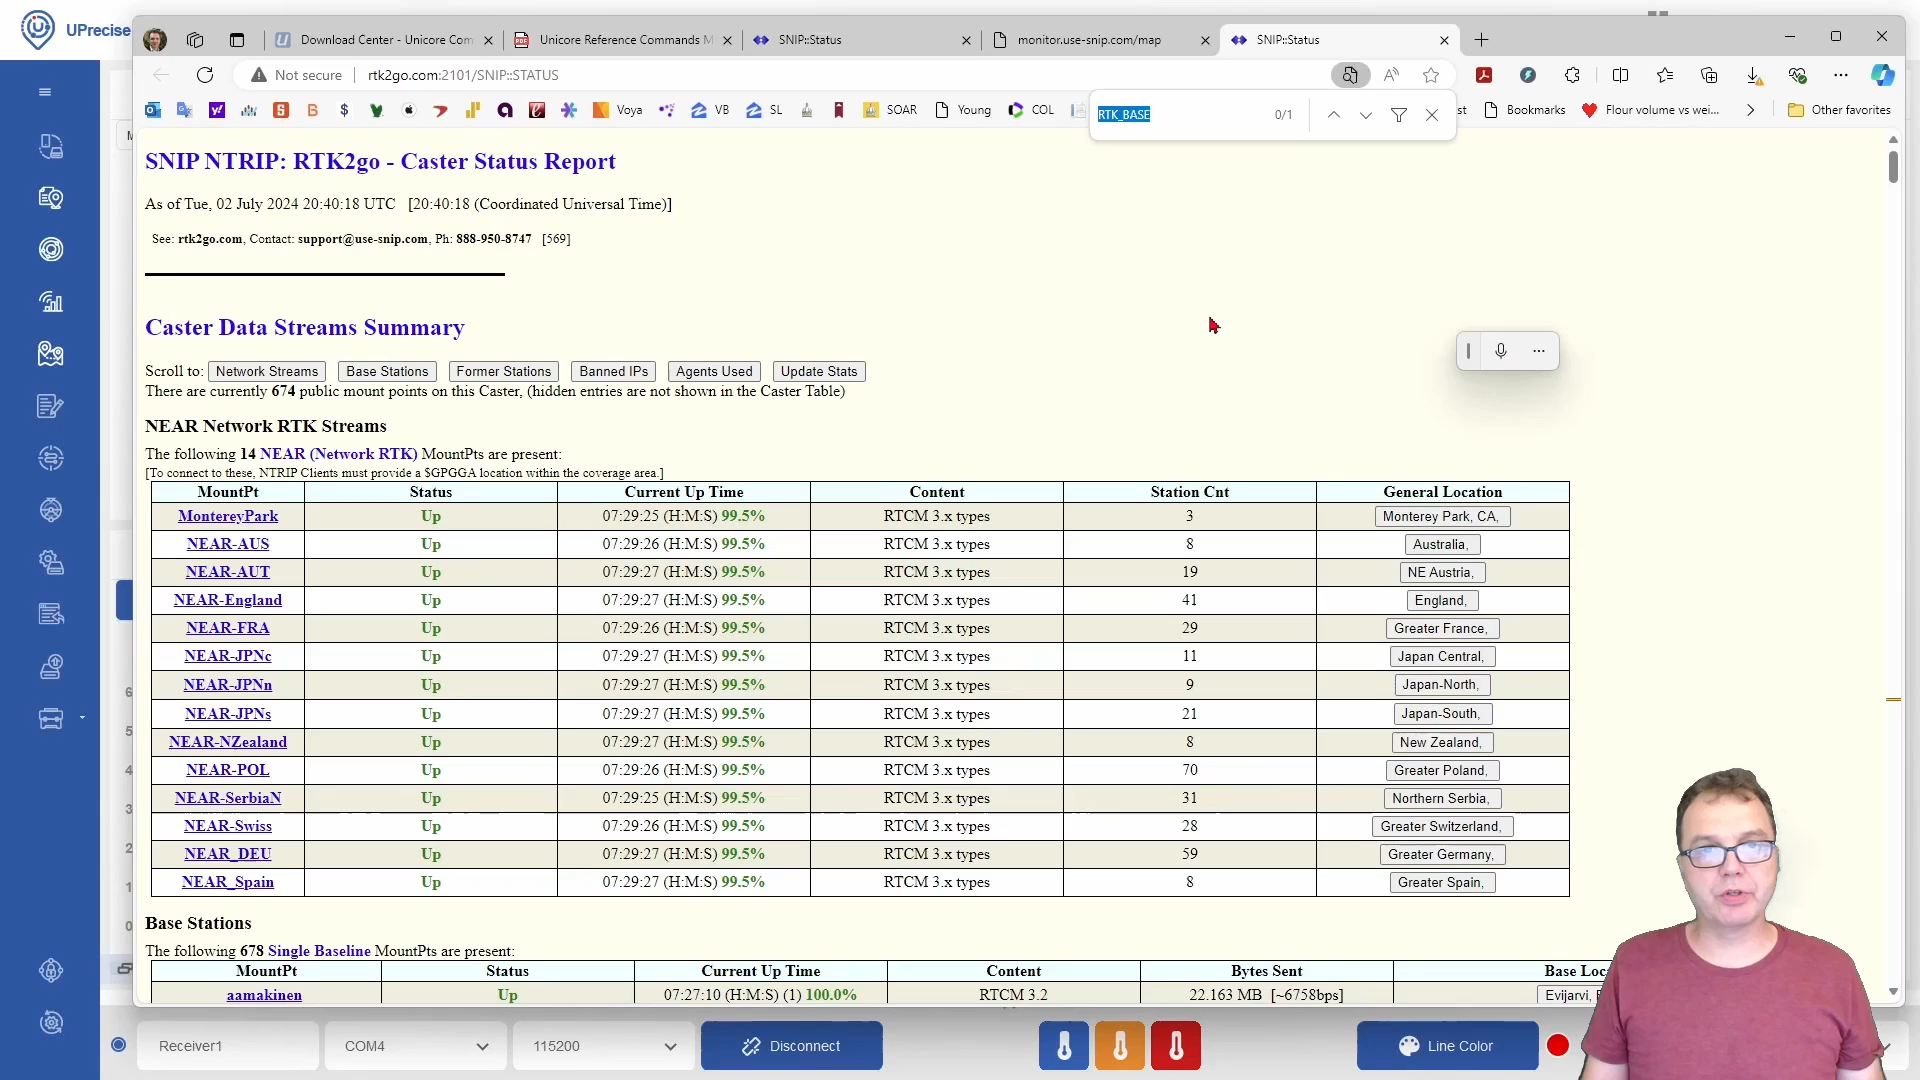 UPrecise
Download Center - Unicore Com
Unicore Reference Commands M
SNIP::Status
monitor.use-snip.com/map
SNIP::Status
Not secure
rtk2go.com:2101/SNIP::STATUS
Voya
VB
SL
SOAR
Young
COL
st
Bookmarks
Flour volume vs wei...
Other favorites
RTK_BASE
0/1
SNIP NTRIP: RTK2go - Caster Status Report
As of Tue, 02 July 2024 20:40:18 UTC [20:40:18 (Coordinated Universal Time)]
See: rtk2go.com, Contact: support@use-snip.com, Ph: 888-950-8747 [569]
Caster Data Streams Summary
Scroll to: Network Streams Base Stations Former Stations Banned IPs Agents Used Update Stats
There are currently 674 public mount points on this Caster, (hidden entries are not shown in the Caster Table)
NEAR Network RTK Streams
The following 14 NEAR (Network RTK) MountPts are present:
[To connect to these, NTRIP Clients must provide a $GPGGA location within the coverage area.]
MountPt Status Current Up Time Content Station Cnt General Location
MontereyPark Up 07:29:25 (H:M:S) 99.5% RTCM 3.x types 3 Monterey Park, CA,
NEAR-AUS Up 07:29:26 (H:M:S) 99.5% RTCM 3.x types 8 Australia,
NEAR-AUT Up 07:29:27 (H:M:S) 99.5% RTCM 3.x types 19 NE Austria,
NEAR-England Up 07:29:27 (H:M:S) 99.5% RTCM 3.x types 41 England,
NEAR-FRA Up 07:29:26 (H:M:S) 99.5% RTCM 3.x types 29 Greater France,
NEAR-JPNc Up 07:29:27 (H:M:S) 99.5% RTCM 3.x types 11 Japan Central,
NEAR-JPNn Up 07:29:27 (H:M:S) 99.5% RTCM 3.x types 9 Japan-North,
NEAR-JPNs Up 07:29:27 (H:M:S) 99.5% RTCM 3.x types 21 Japan-South,
NEAR-NZealand Up 07:29:27 (H:M:S) 99.5% RTCM 3.x types 8 New Zealand,
NEAR-POL Up 07:29:26 (H:M:S) 99.5% RTCM 3.x types 70 Greater Poland,
NEAR-SerbiaN Up 07:29:25 (H:M:S) 99.5% RTCM 3.x types 31 Northern Serbia,
NEAR-Swiss Up 07:29:26 (H:M:S) 99.5% RTCM 3.x types 28 Greater Switzerland,
NEAR_DEU Up 07:29:27 (H:M:S) 99.5% RTCM 3.x types 59 Greater Germany,
NEAR_Spain Up 07:29:27 (H:M:S) 99.5% RTCM 3.x types 8 Greater Spain,
Base Stations
The following 678 Single Baseline MountPts are present:
MountPt Status Current Up Time Content Bytes Sent Base Loc
aamakinen Up 07:27:10 (H:M:S) (1) 100.0% RTCM 3.2 22.163 MB [~6758bps] Evijarvi,
Receiver1
COM4
115200
Disconnect
Line Color